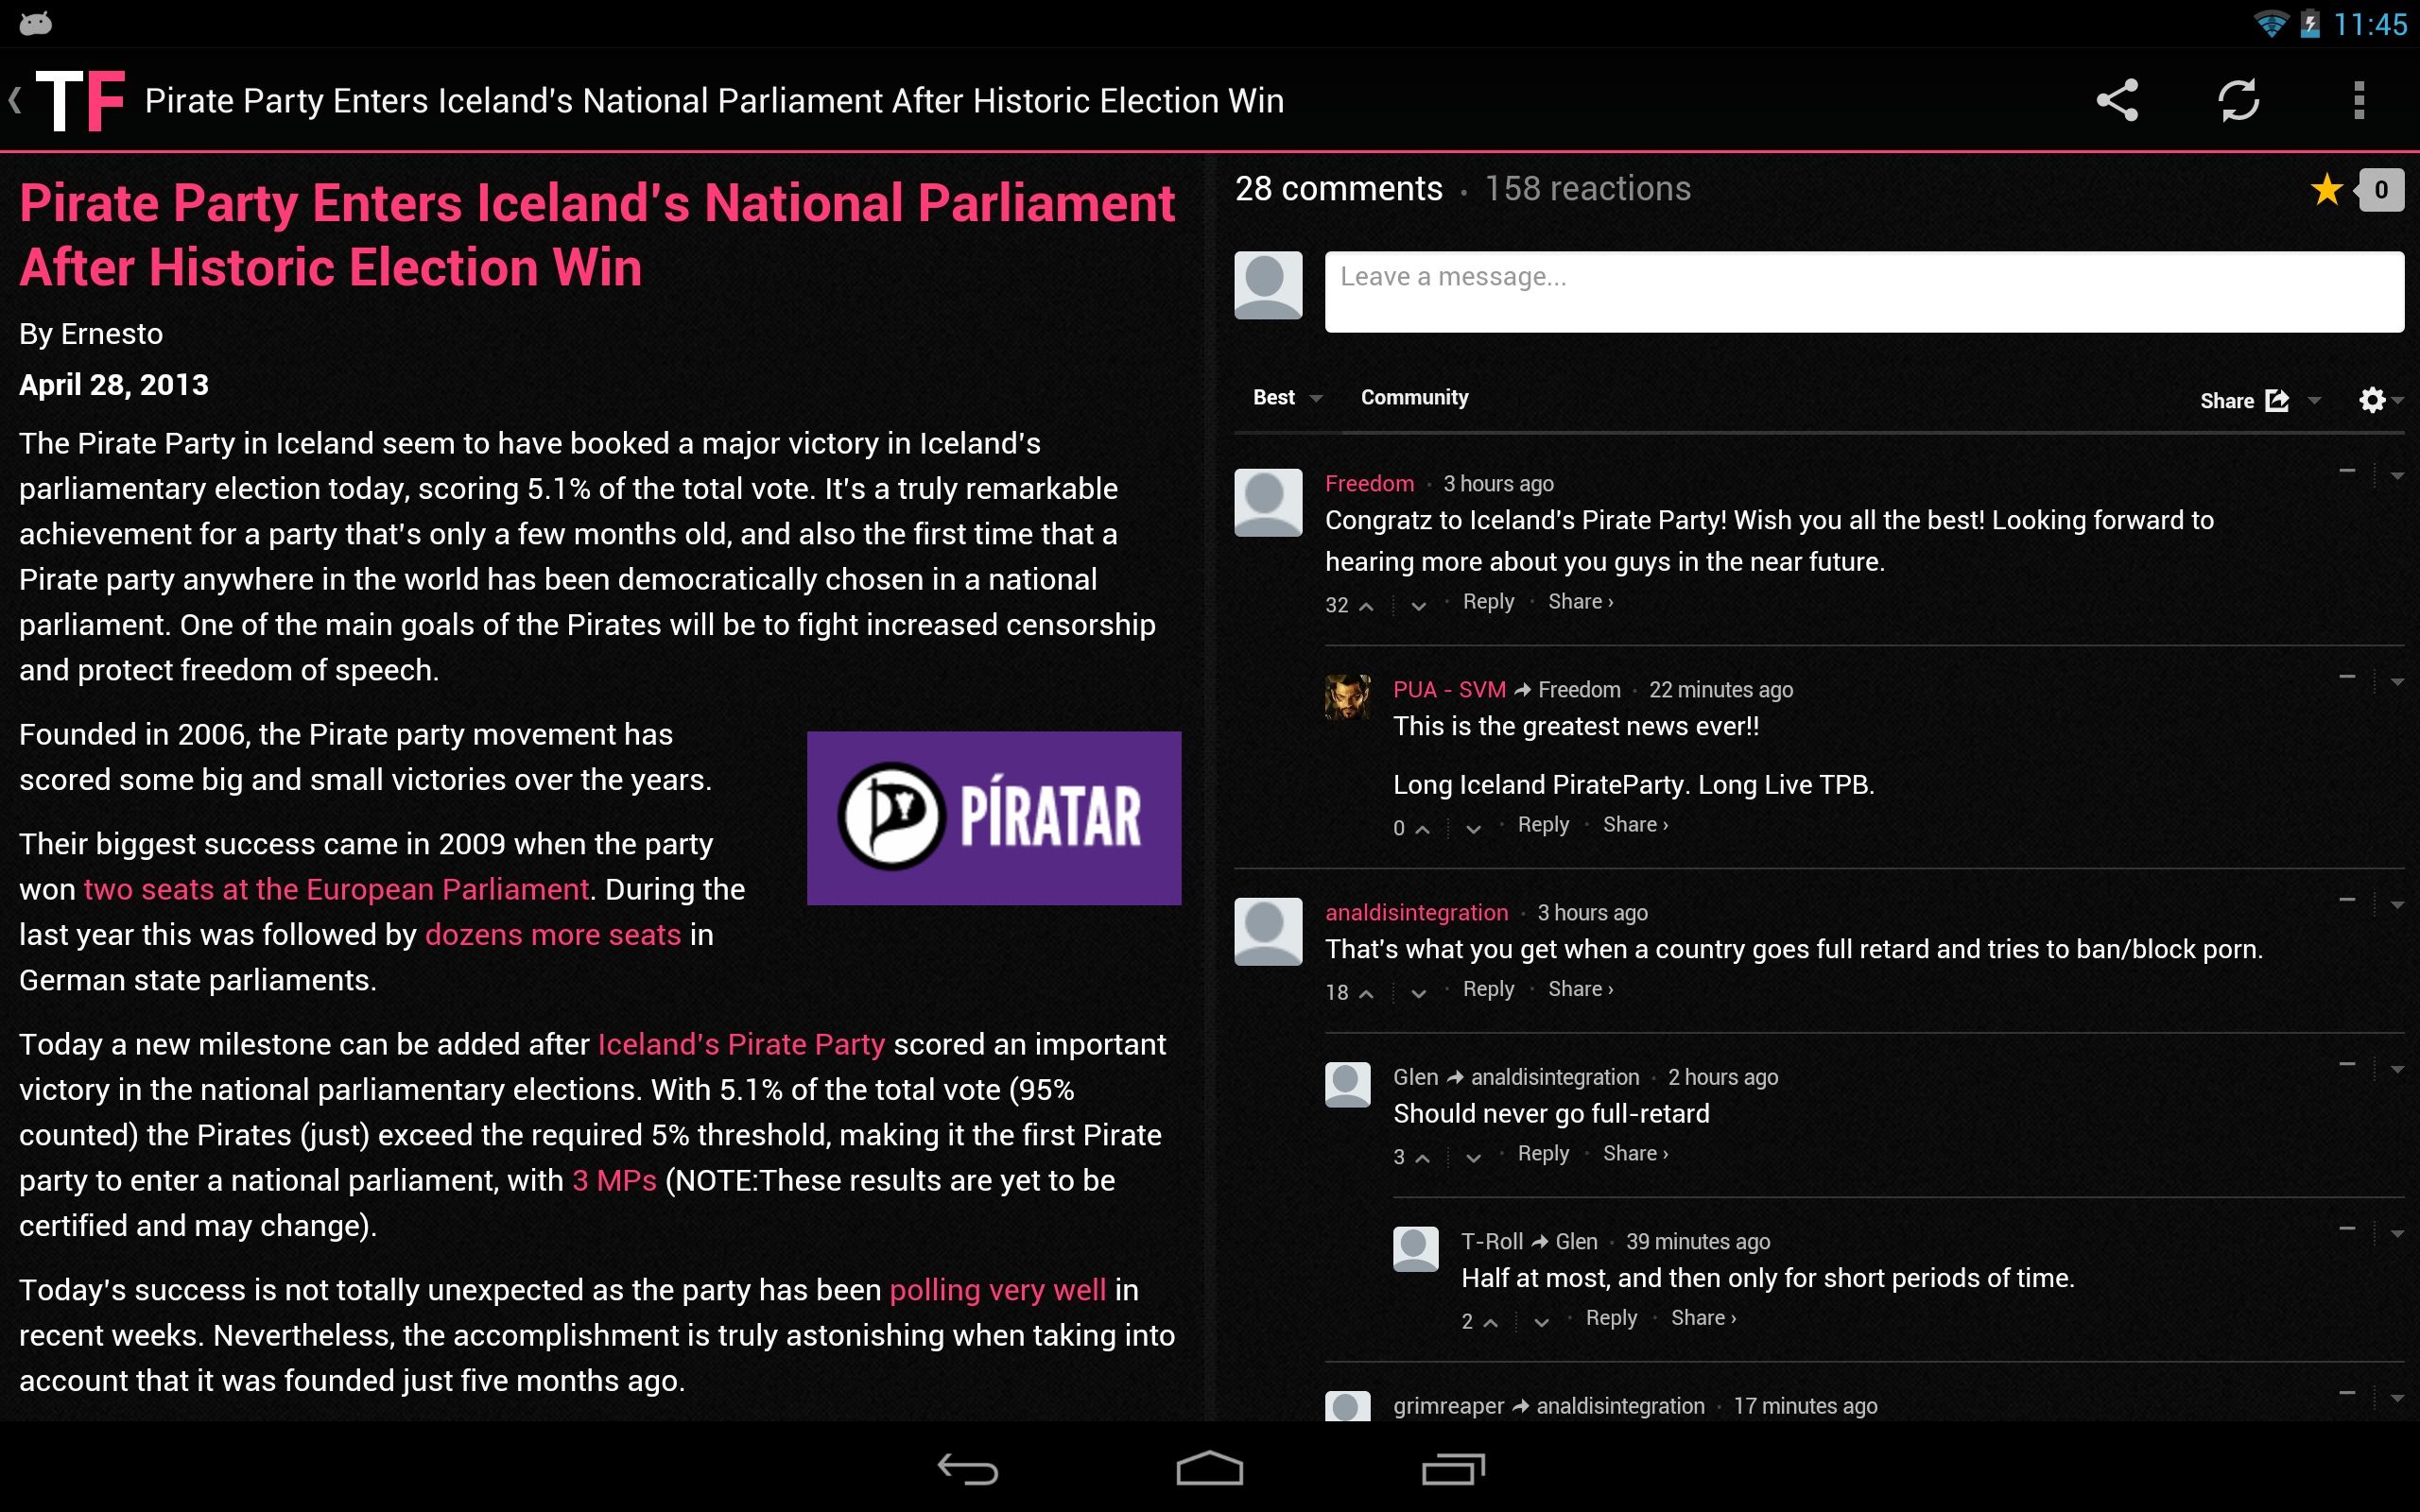 11:45
TF Pirate Party Enters Iceland's National Parliament After Historic Election Win
Pirate Party Enters Iceland's National Parliament
After Historic Election Win
By Ernesto
April 28, 2013
The Pirate Party in Iceland seem to have booked a major victory in Iceland's
parliamentary election today, scoring 5.1% of the total vote. It's a truly remarkable
achievement for a party that's only a few months old, and also the first time that a
Pirate party anywhere in the world has been democratically chosen in a national
parliament. One of the main goals of the Pirates will be to fight increased censorship
and protect freedom of speech.
Founded in 2006, the Pirate party movement has
scored some big and small victories over the years.
PÍRATAR
Their biggest success came in 2009 when the party
won two seats at the European Parliament. During the
last year this was followed by dozens more seats in
German state parliaments.
Today a new milestone can be added after Iceland's Pirate Party scored an important
victory in the national parliamentary elections. With 5.1% of the total vote (95%
counted) the Pirates (just) exceed the required 5% threshold, making it the first Pirate
party to enter a national parliament, with 3 MPs (NOTE:These results are yet to be
certified and may change).
Today's success is not totally unexpected as the party has been polling very well in
recent weeks. Nevertheless, the accomplishment is truly astonishing when taking into
account that it was founded just five months ago.
28 comments · 158 reactions
0
Leave a message...
Best Community Share
Freedom · 3 hours ago
Congratz to Iceland's Pirate Party! Wish you all the best! Looking forward to
hearing more about you guys in the near future.
32 · Reply · Share ›
PUA - SVM Freedom · 22 minutes ago
This is the greatest news ever!!
Long Iceland PirateParty. Long Live TPB.
0 · Reply · Share ›
analdisintegration · 3 hours ago
That's what you get when a country goes full retard and tries to ban/block porn.
18 · Reply · Share ›
Glen analdisintegration · 2 hours ago
Should never go full-retard
3 · Reply · Share ›
T-Roll Glen · 39 minutes ago
Half at most, and then only for short periods of time.
2 · Reply · Share ›
grimreaper analdisintegration · 17 minutes ago